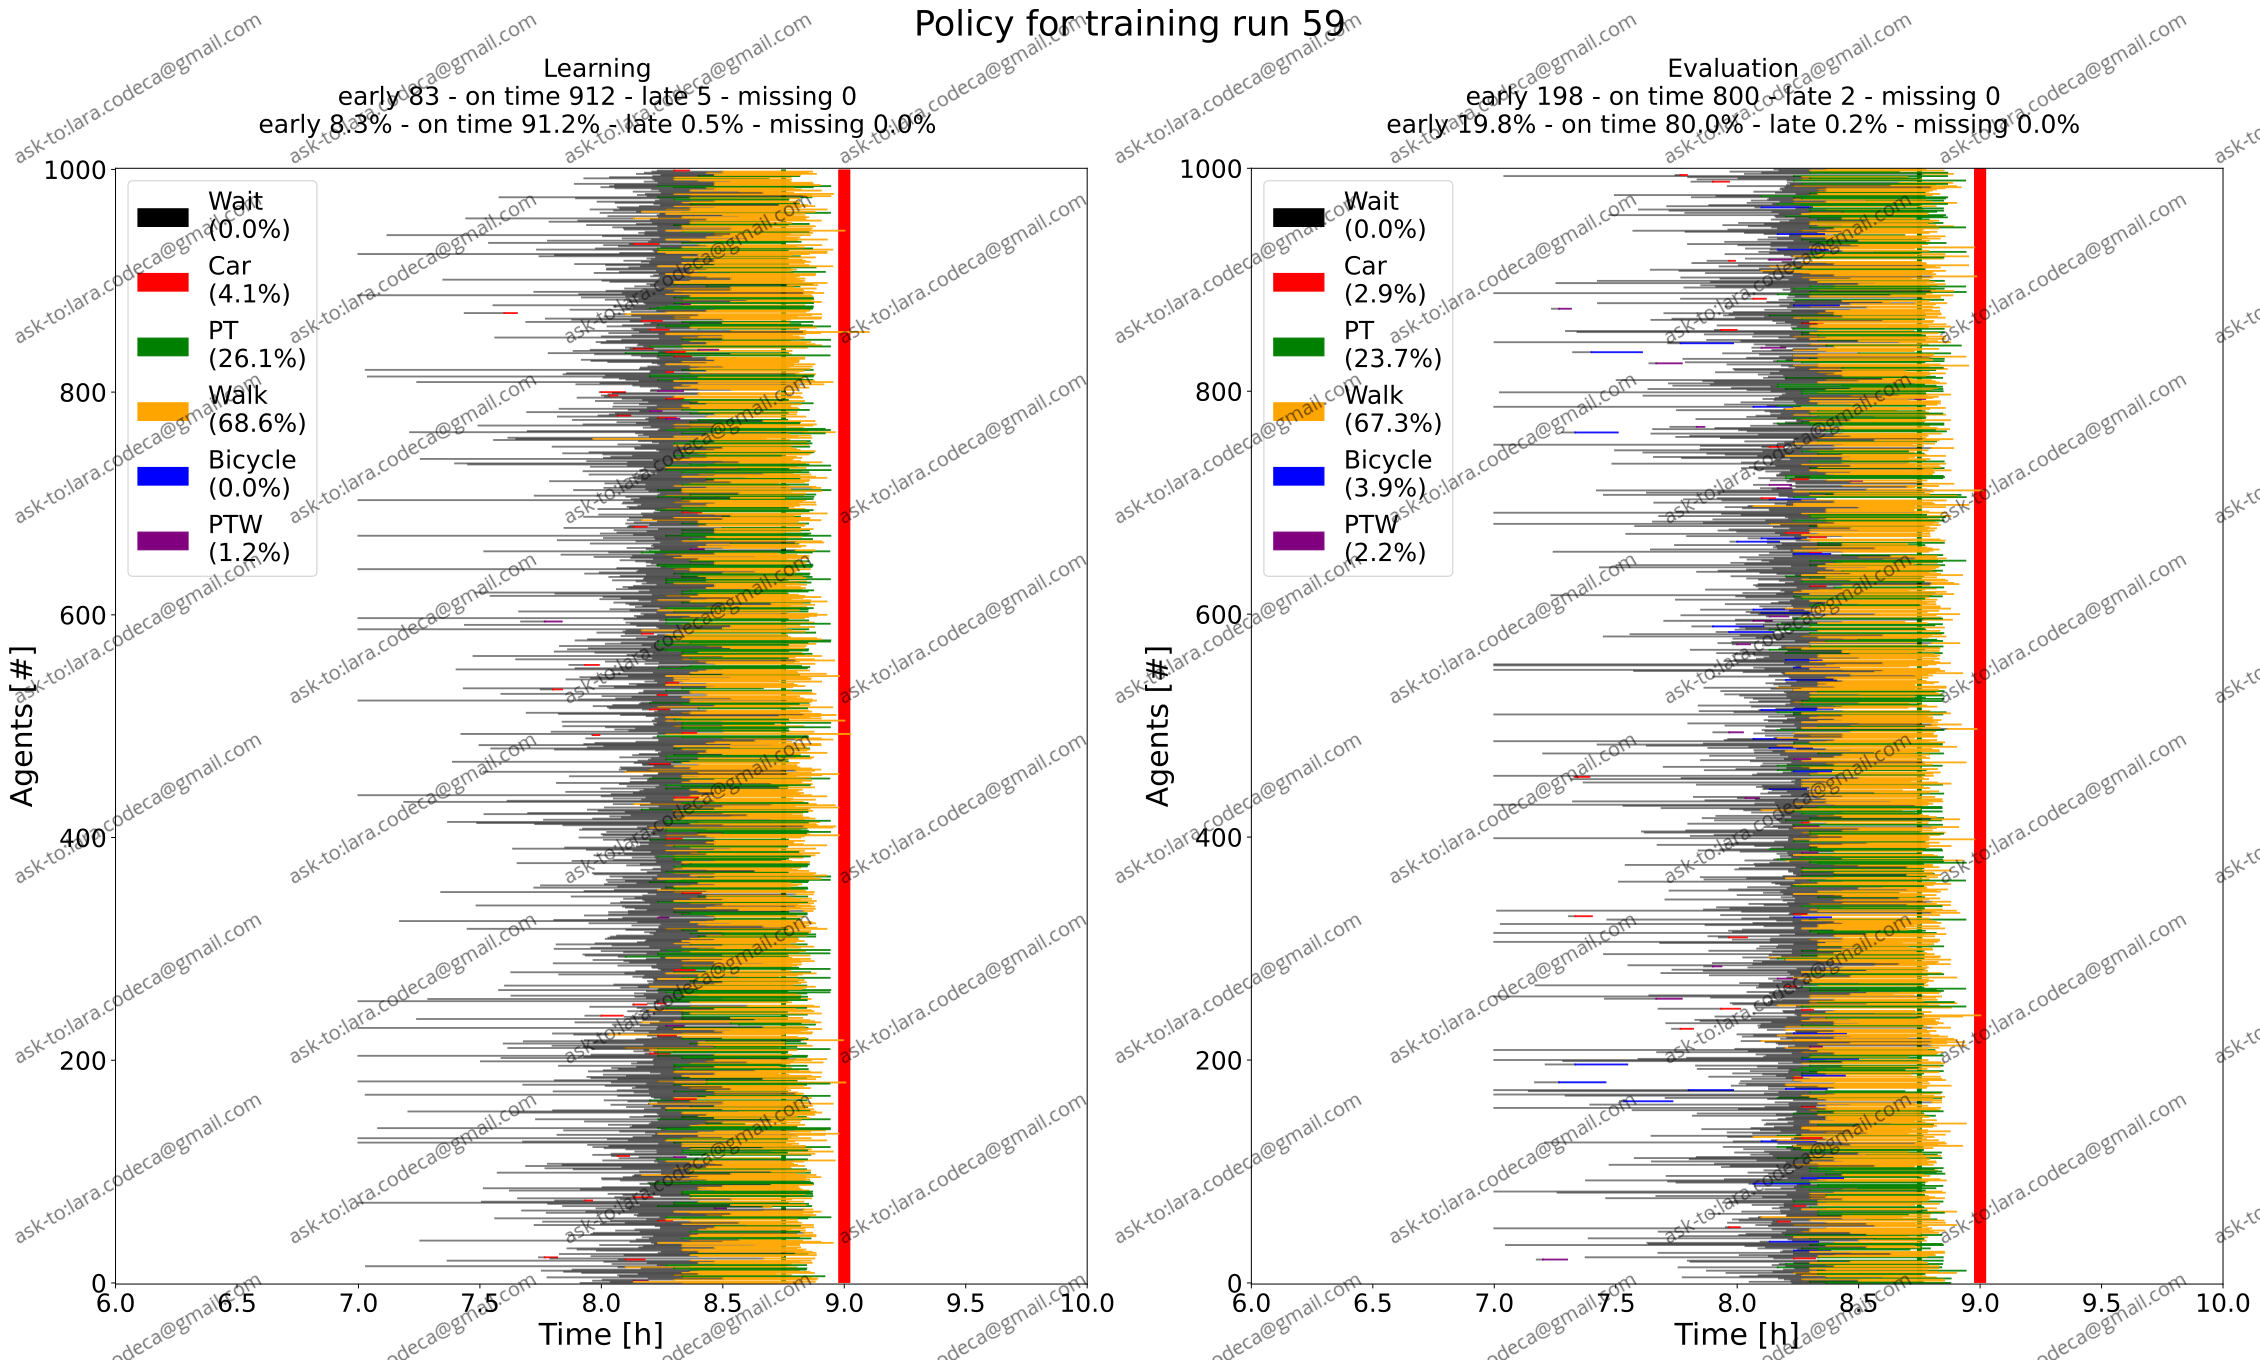 Policy for training run 59
Learning
early 83 - on time 912 - late 5 - missing 0
early 8.3% - on time 91.2% - late 0.5% - missing 0.0%
Agents [#]
1000
800
600
400
200
0
Wait
(0.0%)
Car
(4.1%)
PT
(26.1%)
Walk
(68.6%)
Bicycle
(0.0%)
PTW
(1.2%)
6.0 6.5 7.0 7.5 8.0 8.5 9.0 9.5 10.0
Time [h]
Evaluation
early 198 - on time 800 - late 2 - missing 0
early 19.8% - on time 80.0% - late 0.2% - missing 0.0%
Agents [#]
1000
800
600
400
200
0
Wait
(0.0%)
Car
(2.9%)
PT
(23.7%)
Walk
(67.3%)
Bicycle
(3.9%)
PTW
(2.2%)
6.0 6.5 7.0 7.5 8.0 8.5 9.0 9.5 10.0
Time [h]
ask-to:lara.codeca@gmail.com